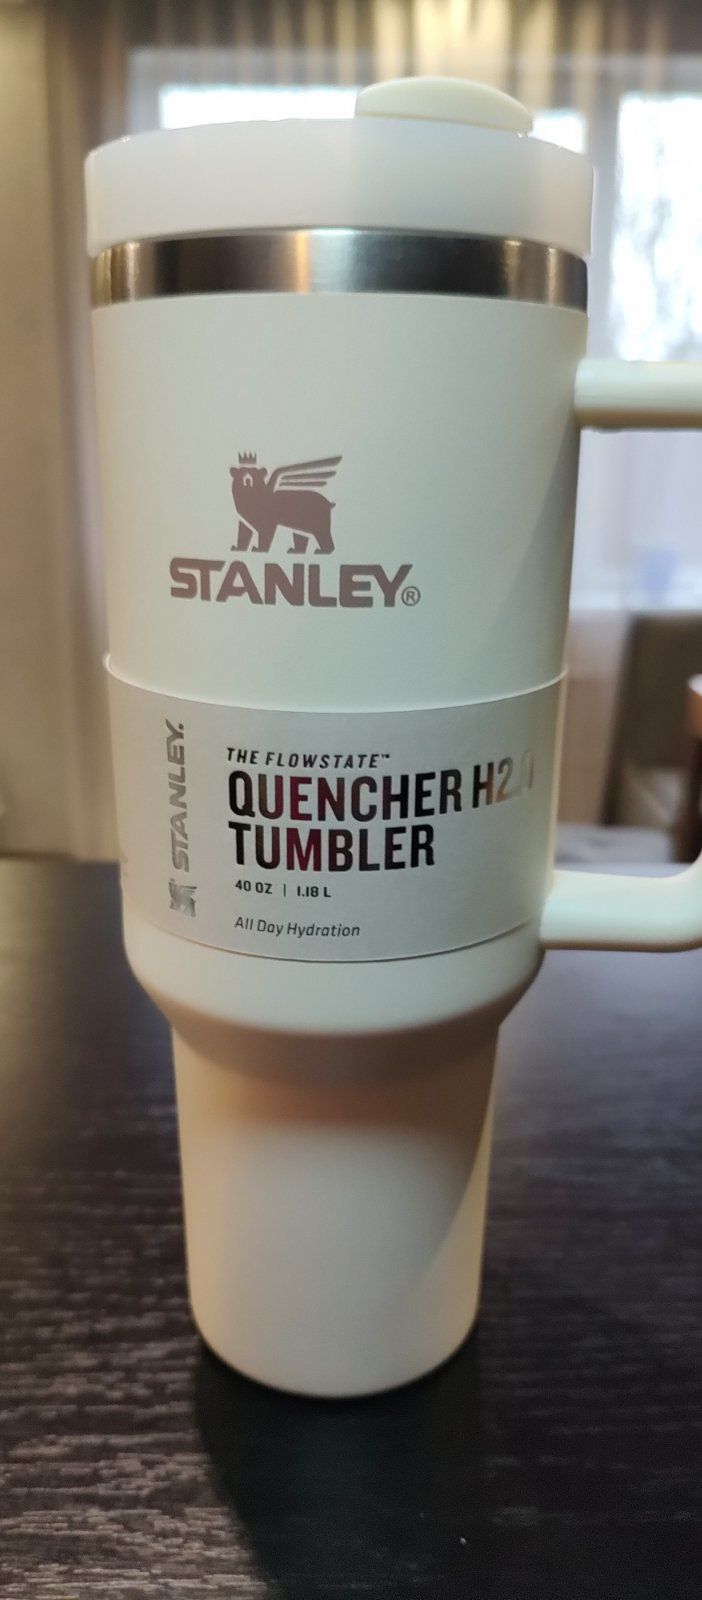 STANLEY®
STANLEY.
THE FLOWSTATE™
QUENCHER H2.0
TUMBLER
40 OZ | 1.18 L
All Day Hydration